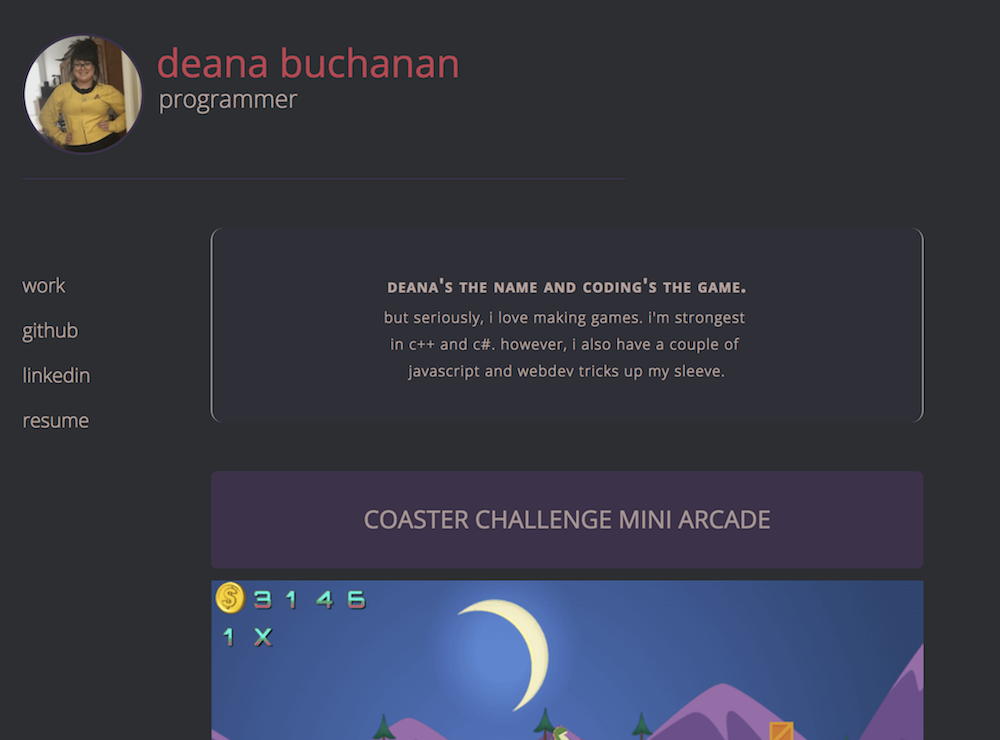 deana buchanan
programmer
work
github
linkedin
resume
DEANA'S THE NAME AND CODING'S THE GAME.
but seriously, i love making games. i'm strongest
in c++ and c#. however, i also have a couple of
javascript and webdev tricks up my sleeve.
COASTER CHALLENGE MINI ARCADE
3146
1 X